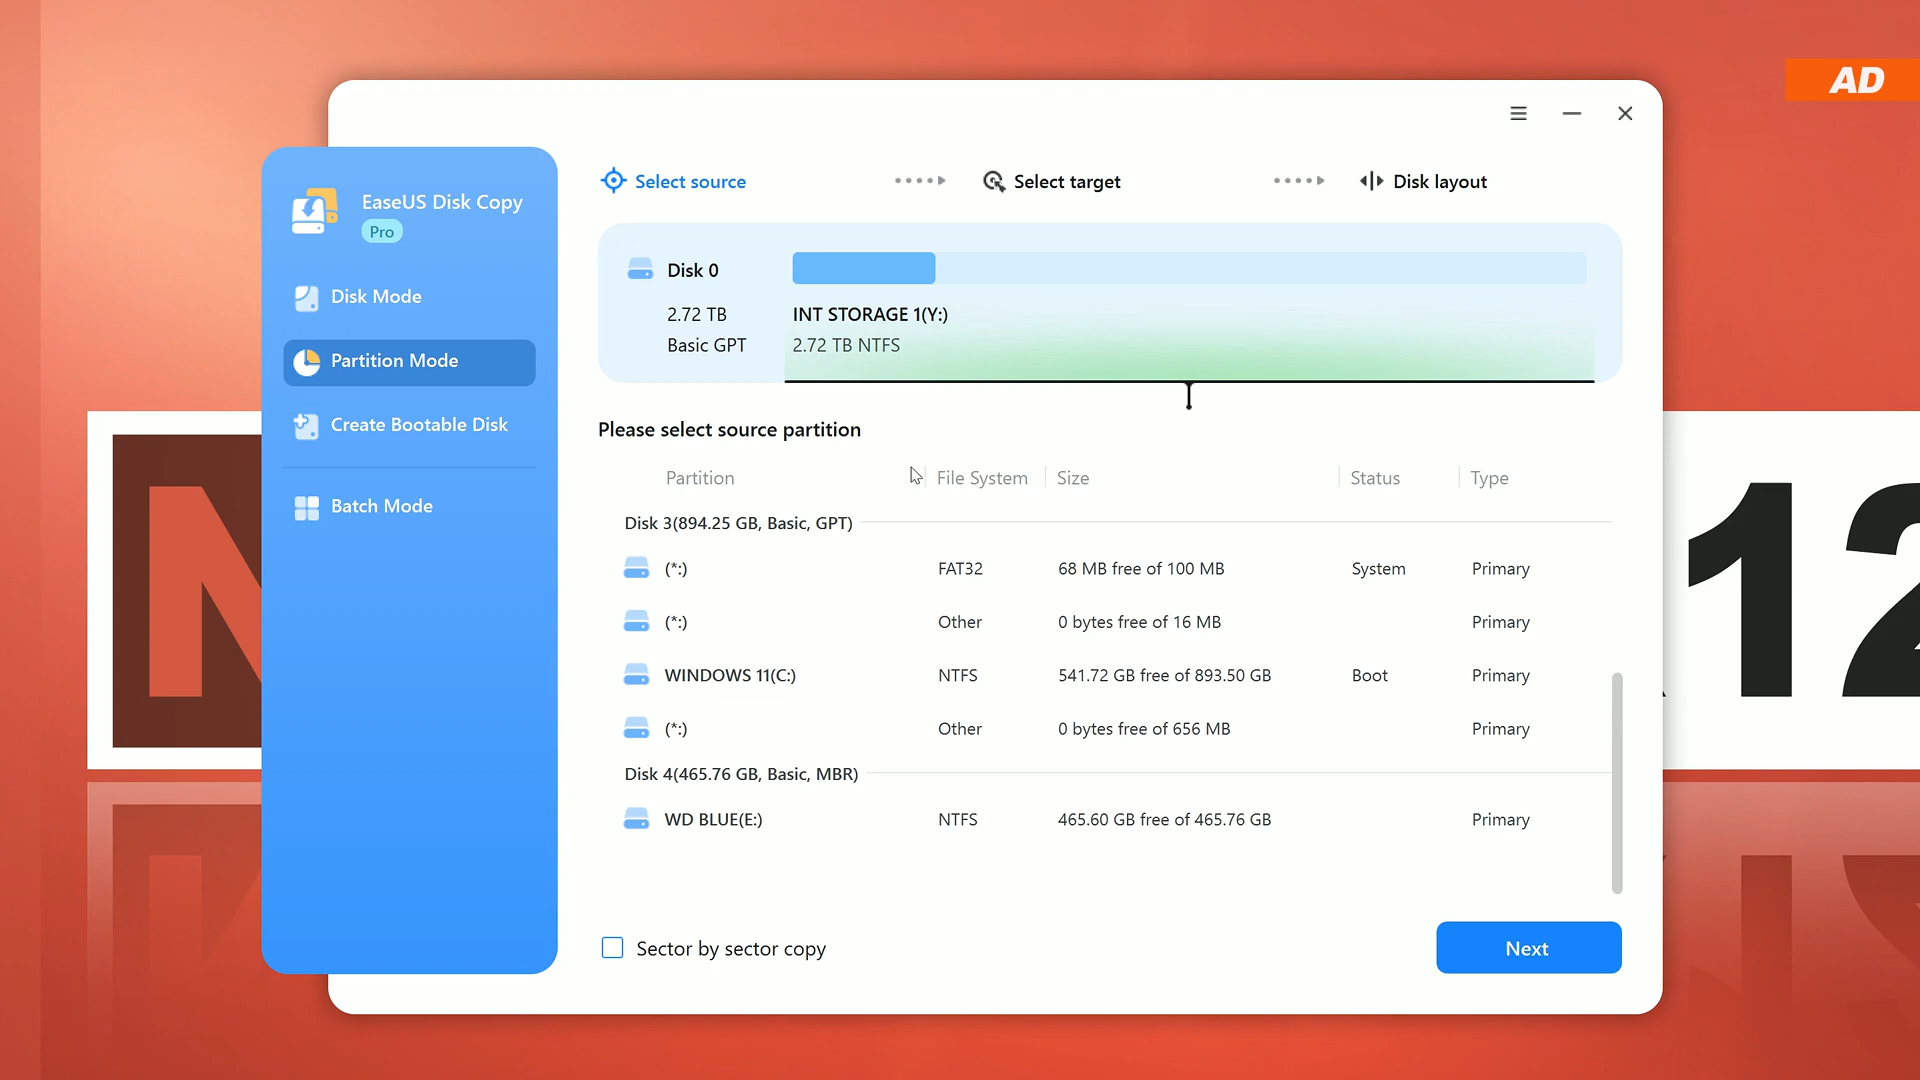 AD
EaseUS Disk Copy
Pro
Disk Mode
Partition Mode
Create Bootable Disk
Batch Mode
Select source
Select target
Disk layout
Disk 0
2.72 TB
Basic GPT
INT STORAGE 1(Y:)
2.72 TB NTFS
Please select source partition
Partition File System Size Status Type
Disk 3(894.25 GB, Basic, GPT)
(*:) FAT32 68 MB free of 100 MB System Primary
(*:) Other 0 bytes free of 16 MB Primary
WINDOWS 11(C:) NTFS 541.72 GB free of 893.50 GB Boot Primary
(*:) Other 0 bytes free of 656 MB Primary
Disk 4(465.76 GB, Basic, MBR)
WD BLUE(E:) NTFS 465.60 GB free of 465.76 GB Primary
Sector by sector copy
Next
12